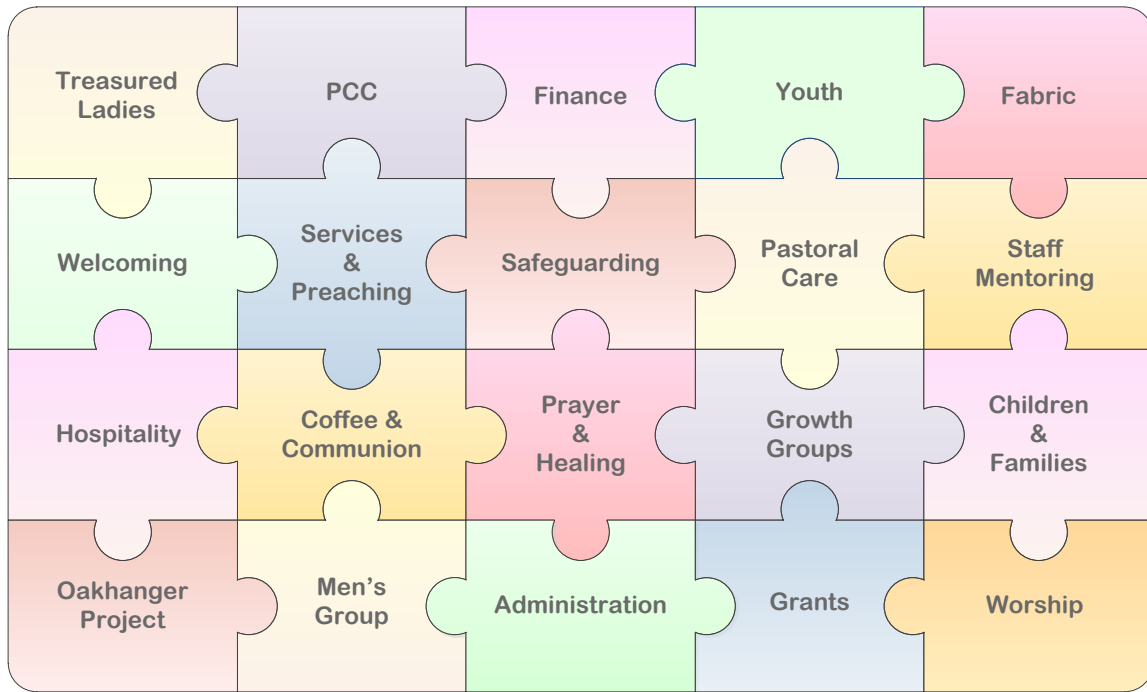 Treasured
Ladies
PCC
Finance
Youth
Fabric
Welcoming
Services
&
Preaching
Safeguarding
Pastoral
Care
Staff
Mentoring
Hospitality
Coffee &
Communion
Prayer
&
Healing
Growth
Groups
Children
&
Families
Oakhanger
Project
Men’s
Group
Administration
Grants
Worship